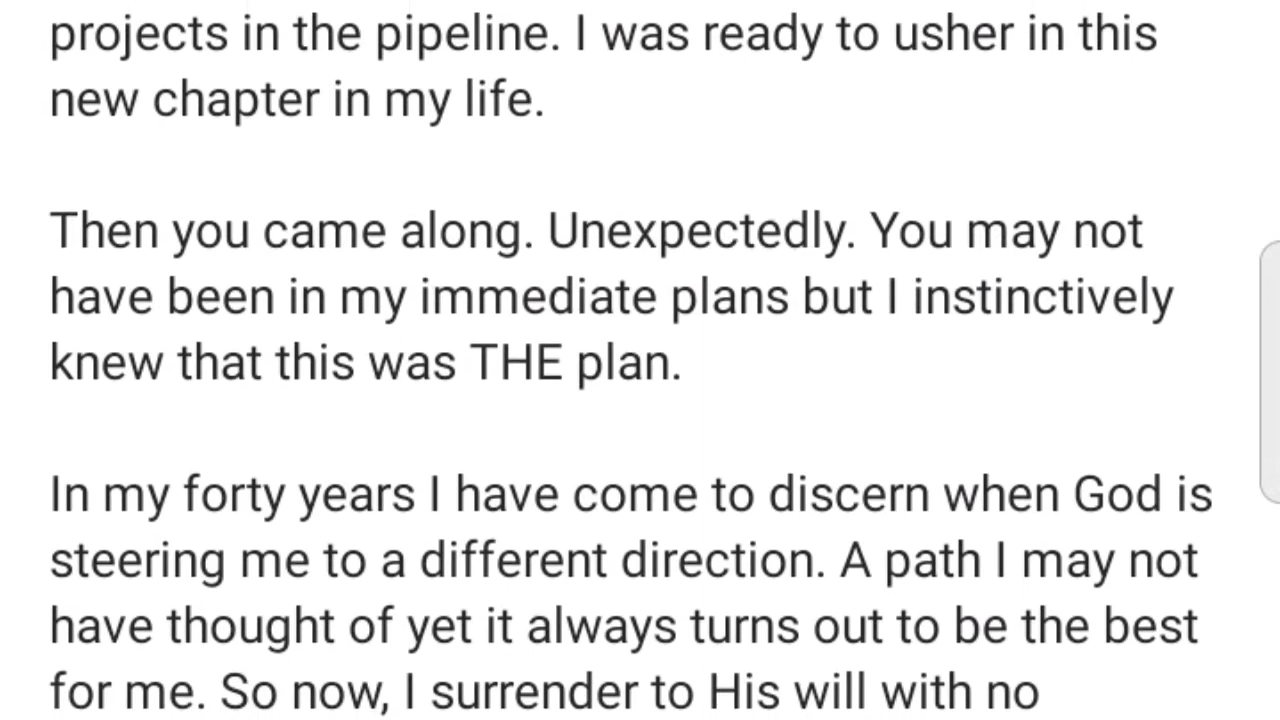 projects in the pipeline. I was ready to usher in this
new chapter in my life.
Then you came along. Unexpectedly. You may not
have been in my immediate plans but I instinctively
knew that this was THE plan.
In my forty years I have come to discern when God is
steering me to a different direction. A path I may not
have thought of yet it always turns out to be the best
for me. So now, I surrender to His will with no